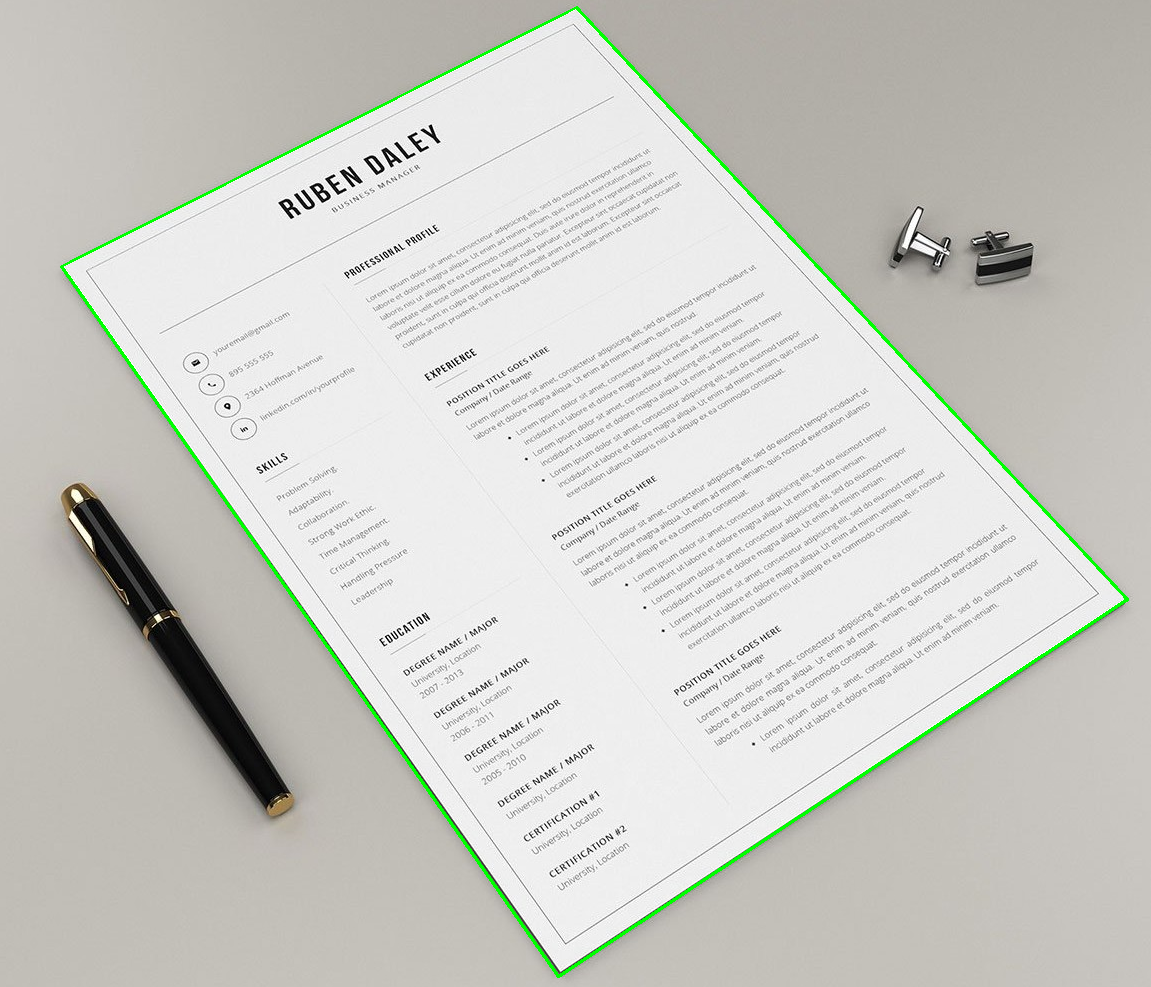 RUBEN DALEY
BUSINESS MANAGER
youremail@gmail.com
895 555 555
2364 Hoffman Avenue
linkedin.com/in/yourprofile
SKILLS
Problem Solving.
Adaptability.
Collaboration.
Strong Work Ethic.
Time Management.
Critical Thinking.
Handling Pressure
Leadership
EDUCATION
DEGREE NAME / MAJOR
University, Location
2007 - 2013
DEGREE NAME / MAJOR
University, Location
2006 - 2011
DEGREE NAME / MAJOR
University, Location
2005 - 2010
DEGREE NAME / MAJOR
University, Location
CERTIFICATION #1
University, Location
CERTIFICATION #2
University, Location
PROFESSIONAL PROFILE
Lorem ipsum dolor sit amet, consectetur adipisicing elit, sed do eiusmod tempor incididunt ut
labore et dolore magna aliqua. Ut enim ad minim veniam, quis nostrud exercitation ullamco
laboris nisi ut aliquip ex ea commodo consequat. Duis aute irure dolor in reprehenderit in
voluptate velit esse cillum dolore eu fugiat nulla pariatur. Excepteur sint occaecat cupidatat non
proident, sunt in culpa qui officia deserunt mollit anim id est laborum. Excepteur sint occaecat
cupidatat non proident, sunt in culpa qui officia deserunt mollit anim id est laborum.
EXPERIENCE
POSITION TITLE GOES HERE
Company / Date Range
Lorem ipsum dolor sit amet, consectetur adipisicing elit, sed do eiusmod tempor incididunt ut
labore et dolore magna aliqua. Ut enim ad minim veniam, quis nostrud.
• Lorem ipsum dolor sit amet, consectetur adipisicing elit, sed do eiusmod tempor
incididunt ut labore et dolore magna aliqua. Ut enim ad minim veniam.
• Lorem ipsum dolor sit amet, consectetur adipisicing elit, sed do eiusmod tempor
incididunt ut labore et dolore magna aliqua. Ut enim ad minim veniam.
• Lorem ipsum dolor sit amet, consectetur adipisicing elit, sed do eiusmod tempor
incididunt ut labore et dolore magna aliqua. Ut enim ad minim veniam, quis nostrud
exercitation ullamco laboris nisi ut aliquip ex ea commodo consequat.
POSITION TITLE GOES HERE
Company / Date Range
Lorem ipsum dolor sit amet, consectetur adipisicing elit, sed do eiusmod tempor incididunt ut
labore et dolore magna aliqua. Ut enim ad minim veniam, quis nostrud exercitation ullamco
laboris nisi ut aliquip ex ea commodo consequat.
• Lorem ipsum dolor sit amet, consectetur adipisicing elit, sed do eiusmod tempor
incididunt ut labore et dolore magna aliqua. Ut enim ad minim veniam.
• Lorem ipsum dolor sit amet, consectetur adipisicing elit, sed do eiusmod tempor
incididunt ut labore et dolore magna aliqua. Ut enim ad minim veniam.
• Lorem ipsum dolor sit amet, consectetur adipisicing elit, sed do eiusmod tempor
incididunt ut labore et dolore magna aliqua. Ut enim ad minim veniam, quis nostrud
exercitation ullamco laboris nisi ut aliquip ex ea commodo consequat.
POSITION TITLE GOES HERE
Company / Date Range
Lorem ipsum dolor sit amet, consectetur adipisicing elit, sed do eiusmod tempor incididunt ut
labore et dolore magna aliqua. Ut enim ad minim veniam, quis nostrud exercitation ullamco
laboris nisi ut aliquip ex ea commodo consequat.
• Lorem ipsum dolor sit amet, consectetur adipisicing elit, sed do eiusmod tempor
incididunt ut labore et dolore magna aliqua. Ut enim ad minim veniam.